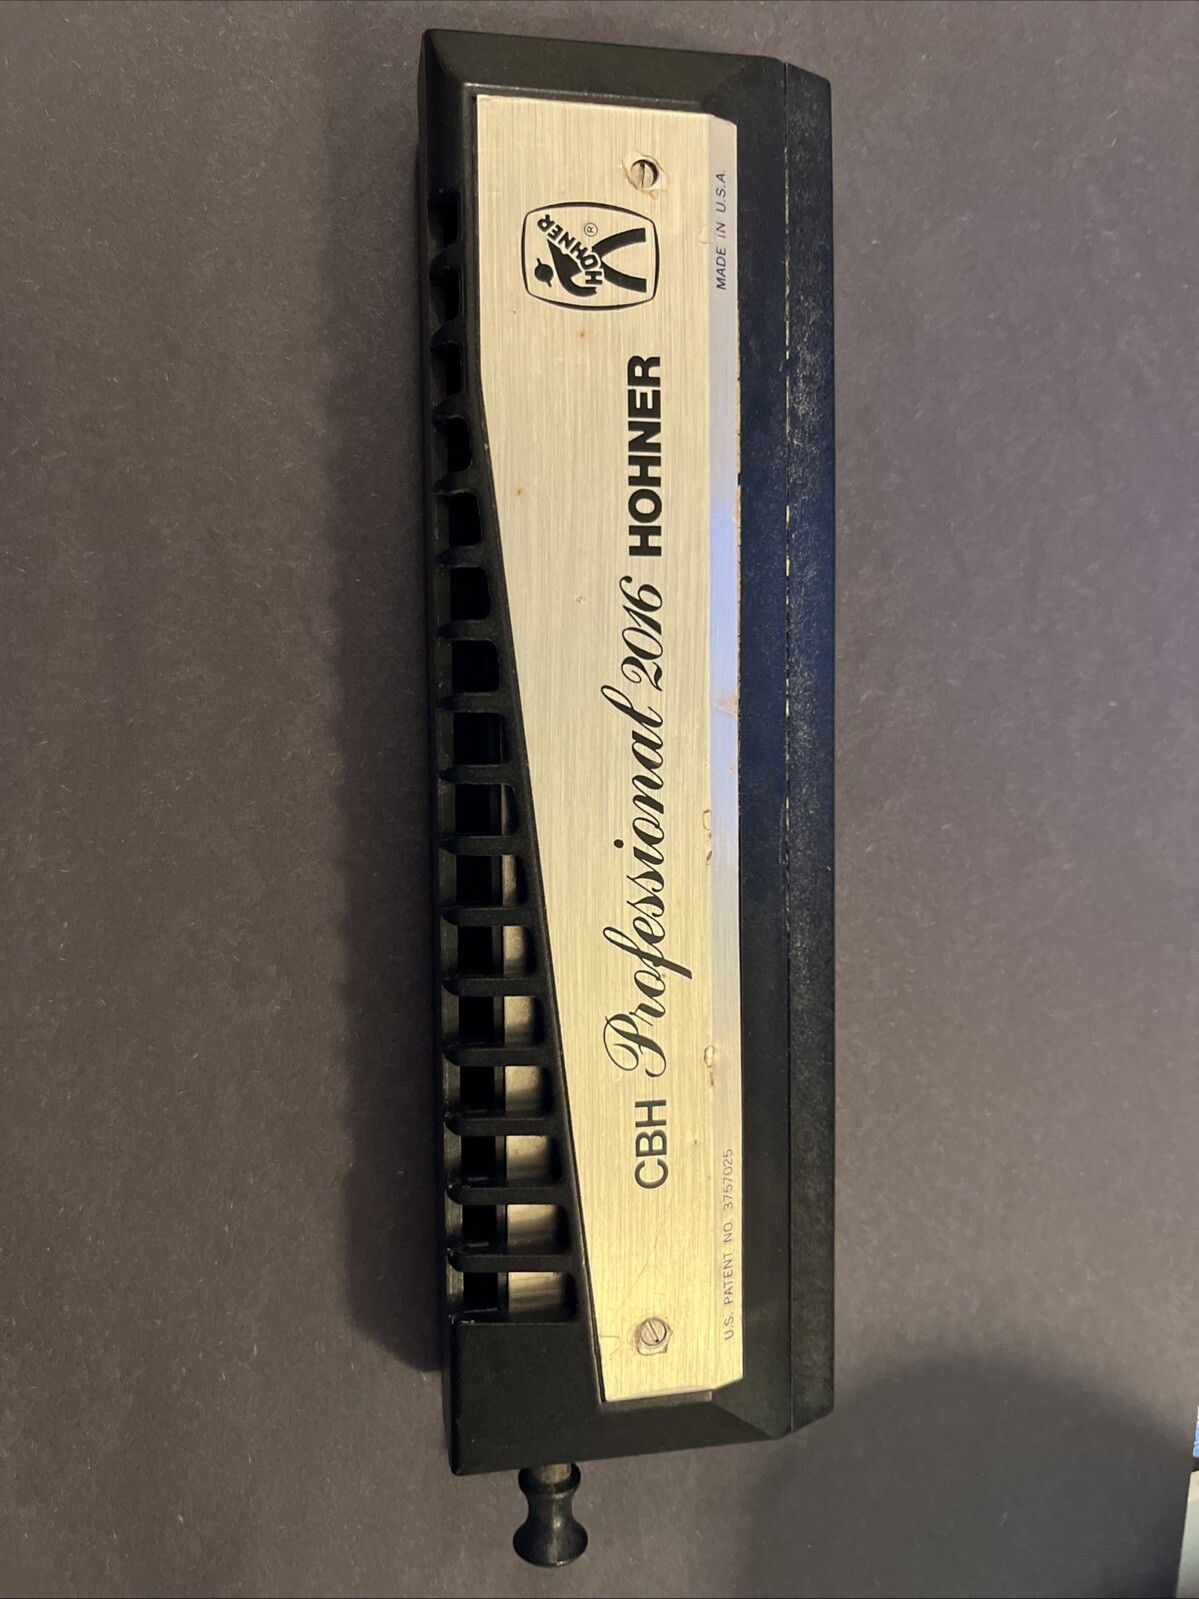 CBH Professional 2016 HOHNER
HOHNER ®
U.S. PATENT NO. 3757025
MADE IN U.S.A.